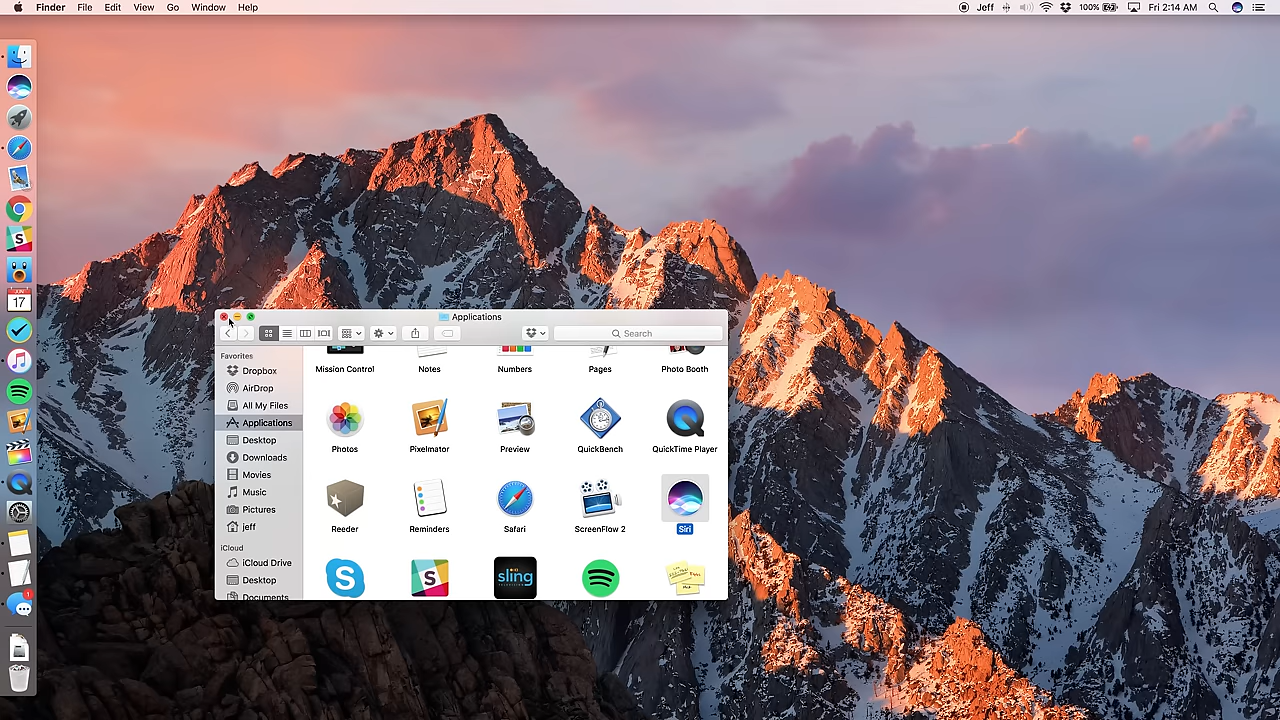 Finder File Edit View Go Window Help
Jeff 100% Fri 2:14 AM
JUN
17
S
1
Applications
Search
Favorites
Dropbox
AirDrop
All My Files
Applications
Desktop
Downloads
Movies
Music
Pictures
jeff
iCloud
iCloud Drive
Desktop
Documents
Mission Control Notes Numbers Pages Photo Booth
Photos Pixelmator Preview QuickBench QuickTime Player
Reeder Reminders Safari ScreenFlow 2 Siri
S S sling